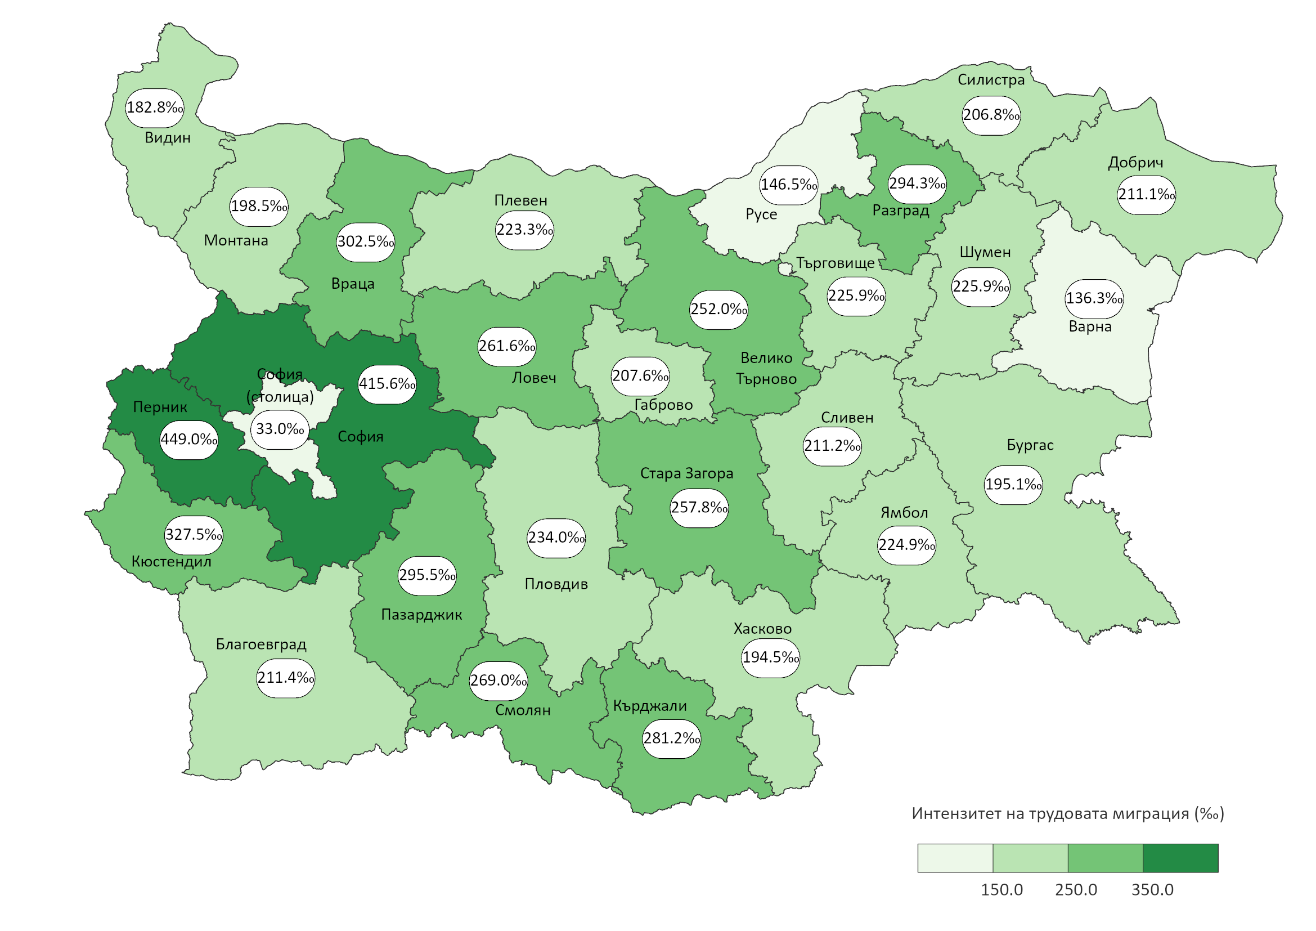 Силистра
206.8‰
182.8‰
Видин
Добрич
211.1‰
146.5‰
Русе
294.3‰
Разград
198.5‰
Монтана
Плевен
223.3‰
302.5‰
Враца
Търговище
225.9‰
Шумен
225.9‰
136.3‰
Варна
252.0‰
Велико
Търново
261.6‰
Ловеч
207.6‰
Габрово
София
(столица)
33.0‰
415.6‰
София
Перник
449.0‰
Сливен
211.2‰
Бургас
195.1‰
Стара Загора
257.8‰
Ямбол
224.9‰
327.5‰
Кюстендил
234.0‰
Пловдив
295.5‰
Пазарджик
Хасково
194.5‰
Благоевград
211.4‰
269.0‰
Смолян
Кърджали
281.2‰
Интензитет на трудовата миграция (‰)
150.0 250.0 350.0